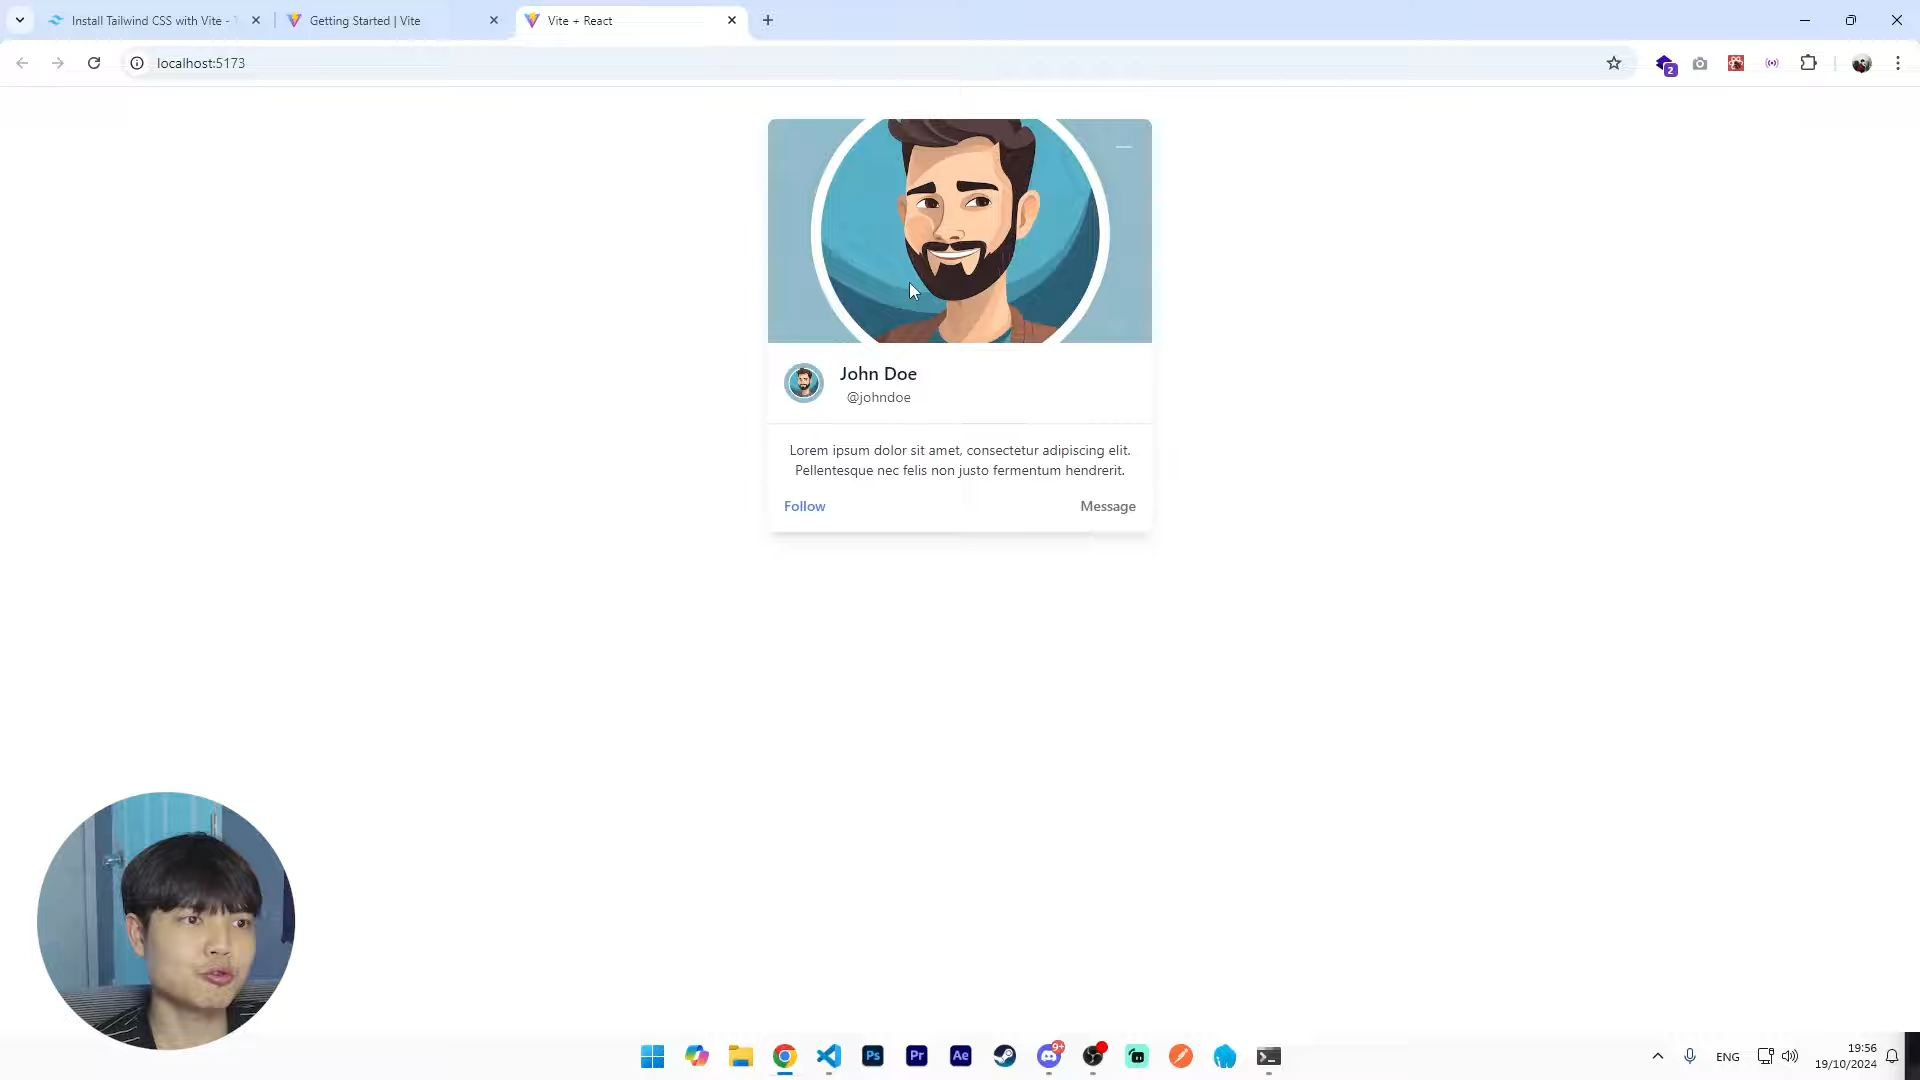 Install Tailwind CSS with Vite -
Getting Started | Vite
Vite + React
localhost:5173
2
John Doe
@johndoe
Lorem ipsum dolor sit amet, consectetur adipiscing elit.
Pellentesque nec felis non justo fermentum hendrerit.
Follow
Message
Ps
Pr
Ae
9+
ENG
19:56
19/10/2024